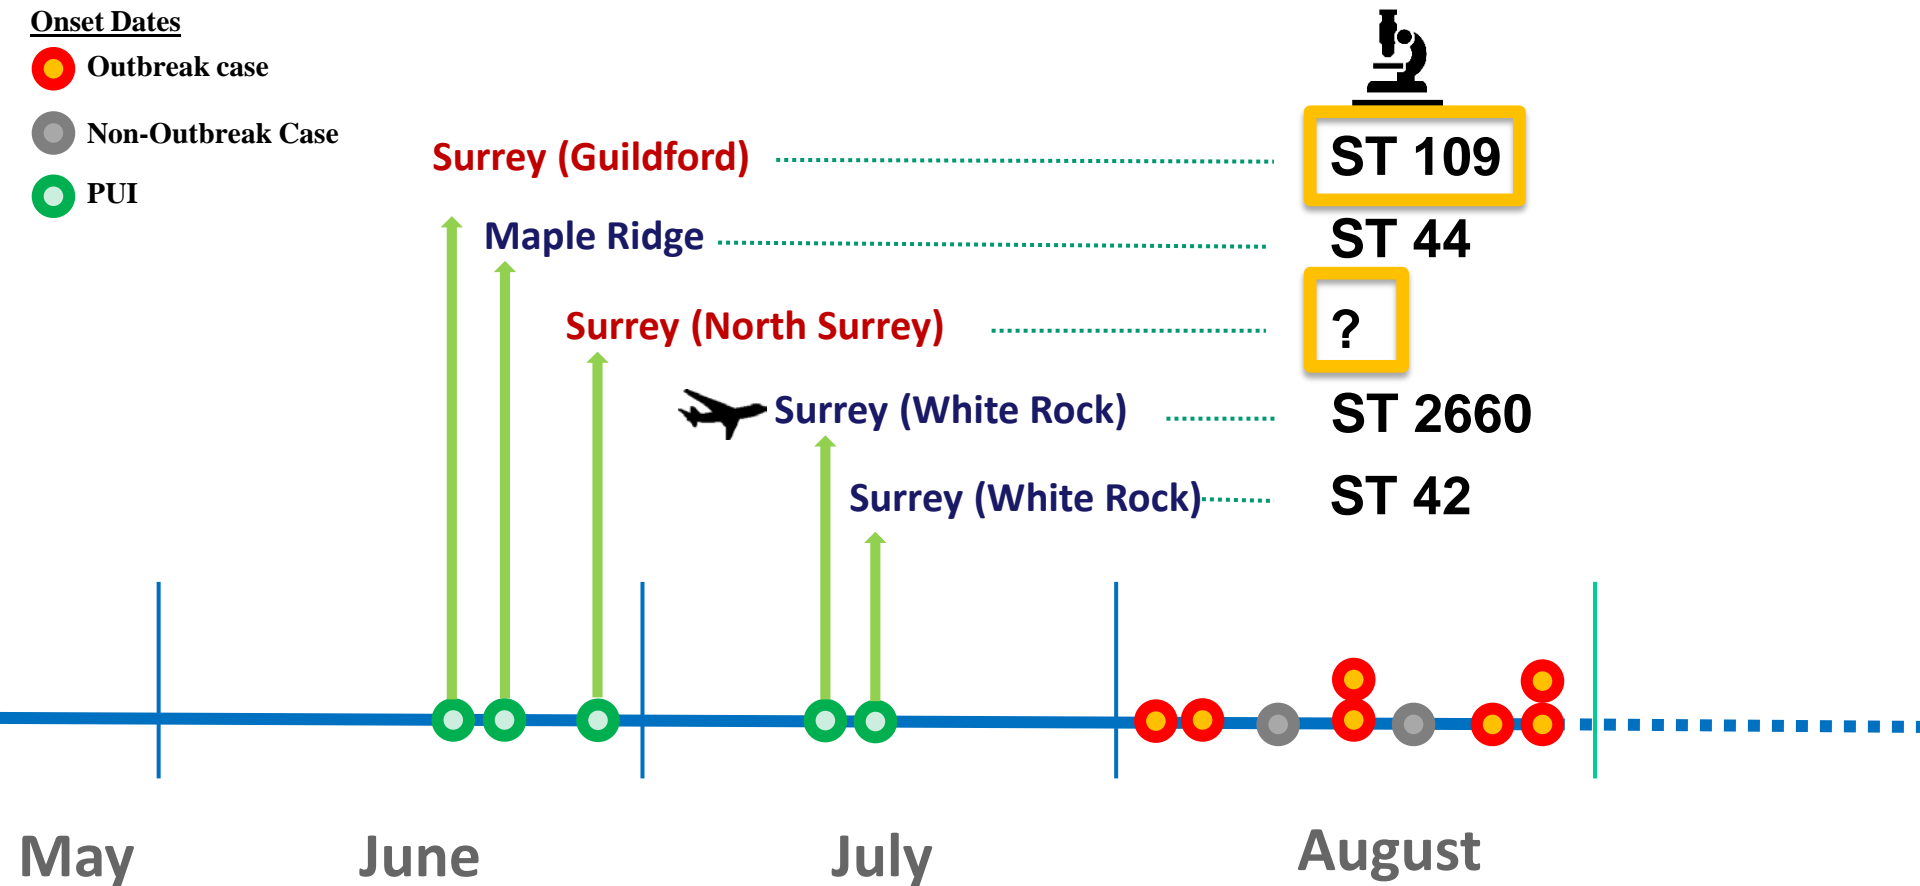 Onset Dates
Outbreak case
Non-Outbreak Case
PUI
Surrey (Guildford) ST 109
Maple Ridge ST 44
Surrey (North Surrey) ?
Surrey (White Rock) ST 2660
Surrey (White Rock) ST 42
May June July August